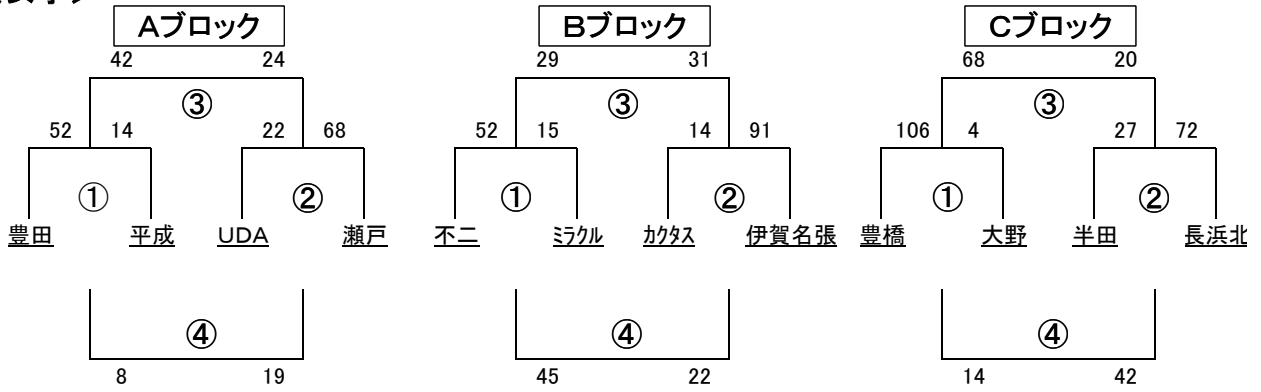 Aブロック Bブロック Cブロック
42 24 29 31 68 20
③ ③ ③
52 14 22 68 52 15 14 91 106 4 27 72
① ② ① ② ① ②
豊田 平成 UDA 瀬戸 不二 ﾐﾗｸﾙ ｶｸﾀｽ 伊賀名張 豊橋 大野 半田 長浜北
④ ④ ④
8 19 45 22 14 42